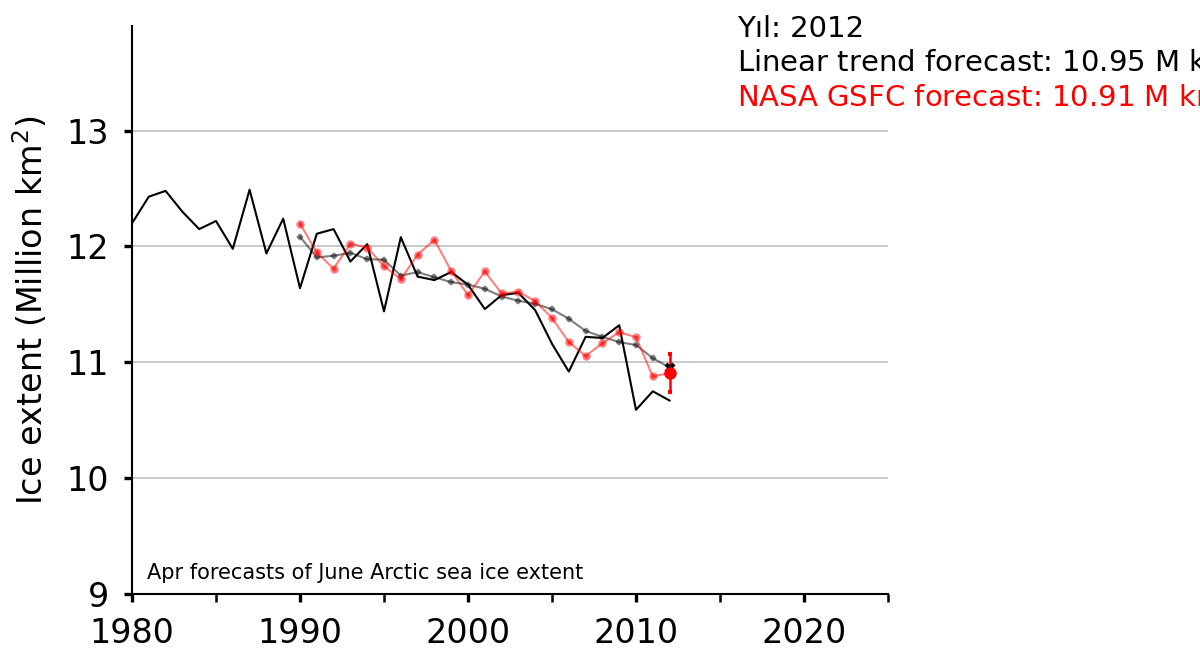 Yıl: 2012
Linear trend forecast: 10.95 M k
NASA GSFC forecast: 10.91 M k
Ice extent (Million km²)
13
12
11
10
9
Apr forecasts of June Arctic sea ice extent
1980 1990 2000 2010 2020